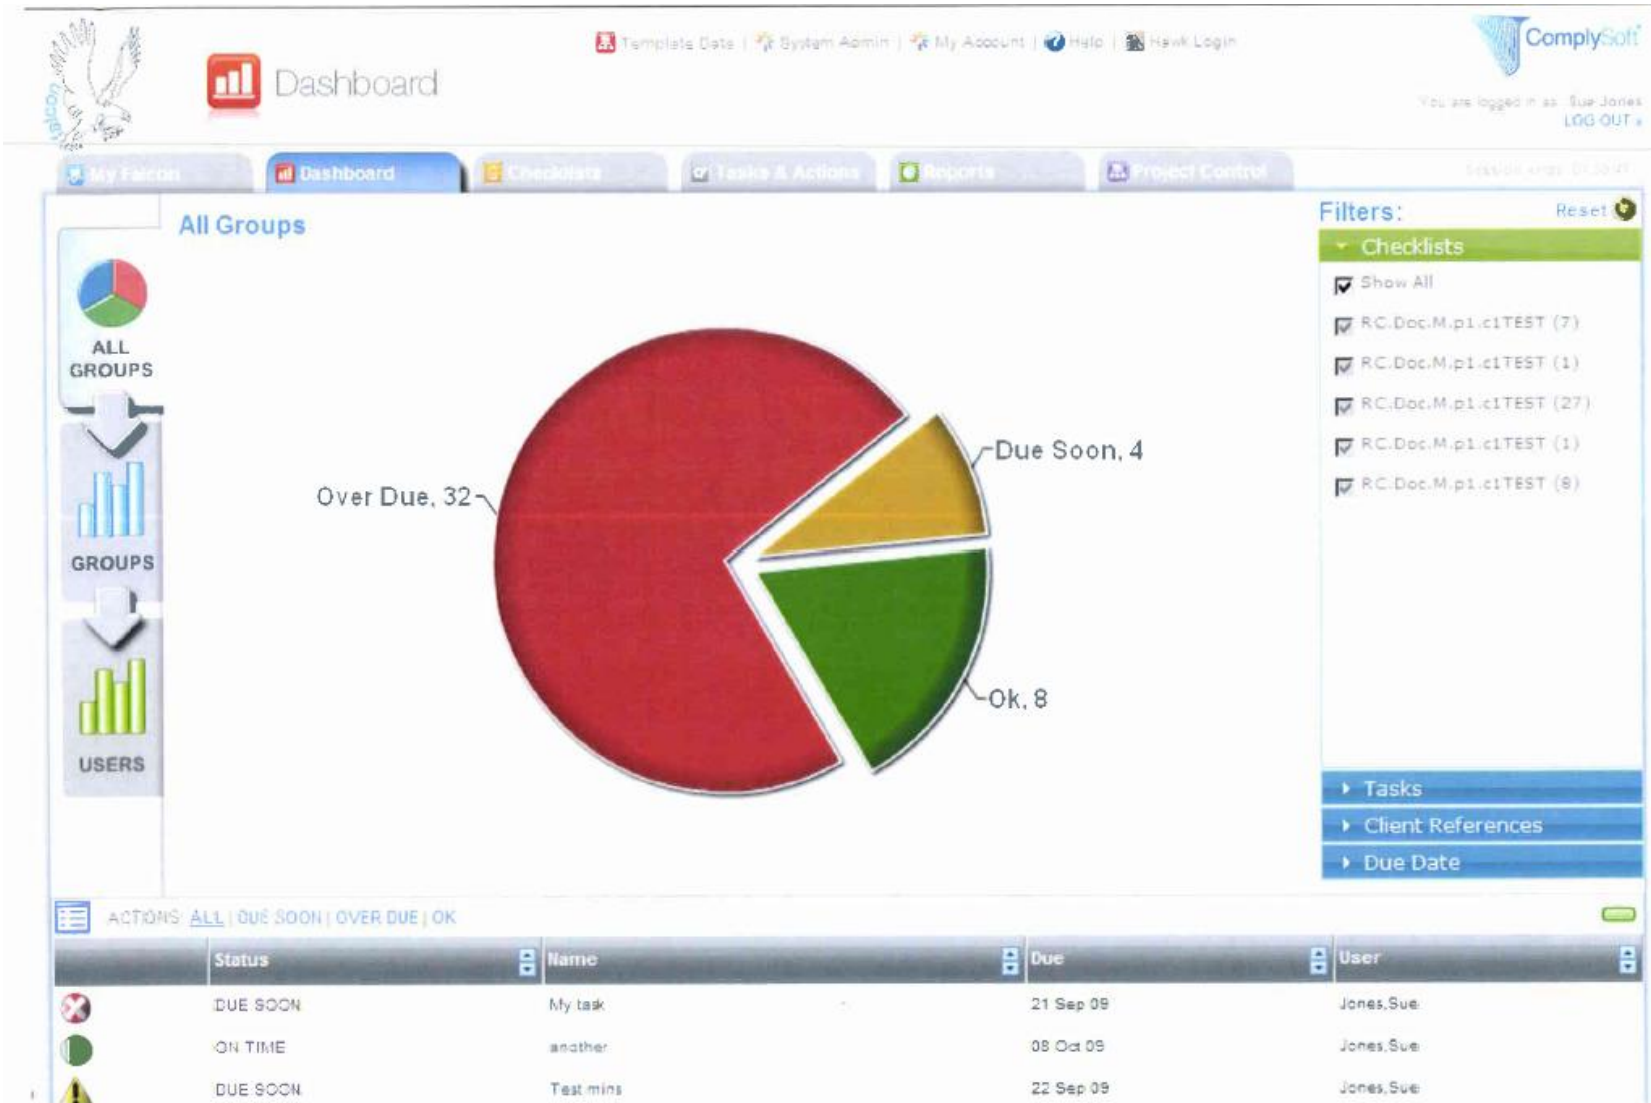 Template Data | System Admin | My Account | Help | Hawk Login
ComplySoft
falcon
Dashboard
You are logged in as Sue Jones
LOG OUT »
My Falcon
Dashboard
Checklists
Tasks & Actions
Reports
Project Control
All Groups
Filters:
Reset
Checklists
Show All
RC.Doc.M.p1.c1TEST (7)
RC.Doc.M.p1.c1TEST (1)
RC.Doc.M.p1.c1TEST (27)
RC.Doc.M.p1.c1TEST (1)
RC.Doc.M.p1.c1TEST (8)
ALL
GROUPS
GROUPS
USERS
Due Soon, 4
Over Due, 32
Ok, 8
Tasks
Client References
Due Date
ACTIONS: ALL | DUE SOON | OVER DUE | OK
Status Name Due User
DUE SOON My task 21 Sep 09 Jones,Sue
ON TIME another 08 Oct 09 Jones,Sue
DUE SOON Test mins 22 Sep 09 Jones,Sue